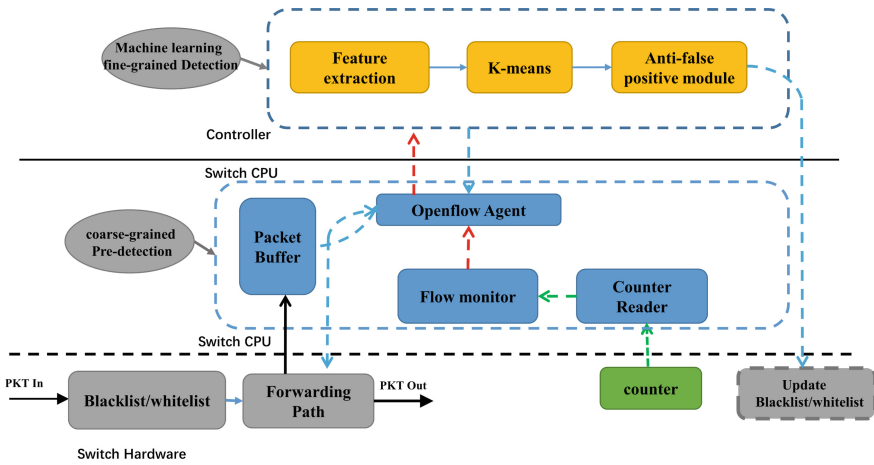 Machine learning
fine-grained Detection
Feature
extraction
K-means
Anti-false
positive module
Controller
Switch CPU
coarse-grained
Pre-detection
Packet
Buffer
Openflow Agent
Flow monitor
Counter
Reader
Switch CPU
PKT In
Blacklist/whitelist
Forwarding
Path
PKT Out
counter
Update
Blacklist/whitelist
Switch Hardware